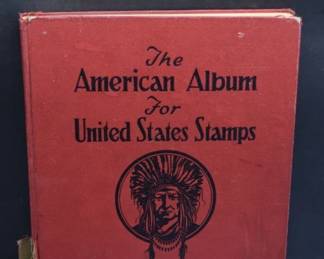 The
American Album
For
United States Stamps